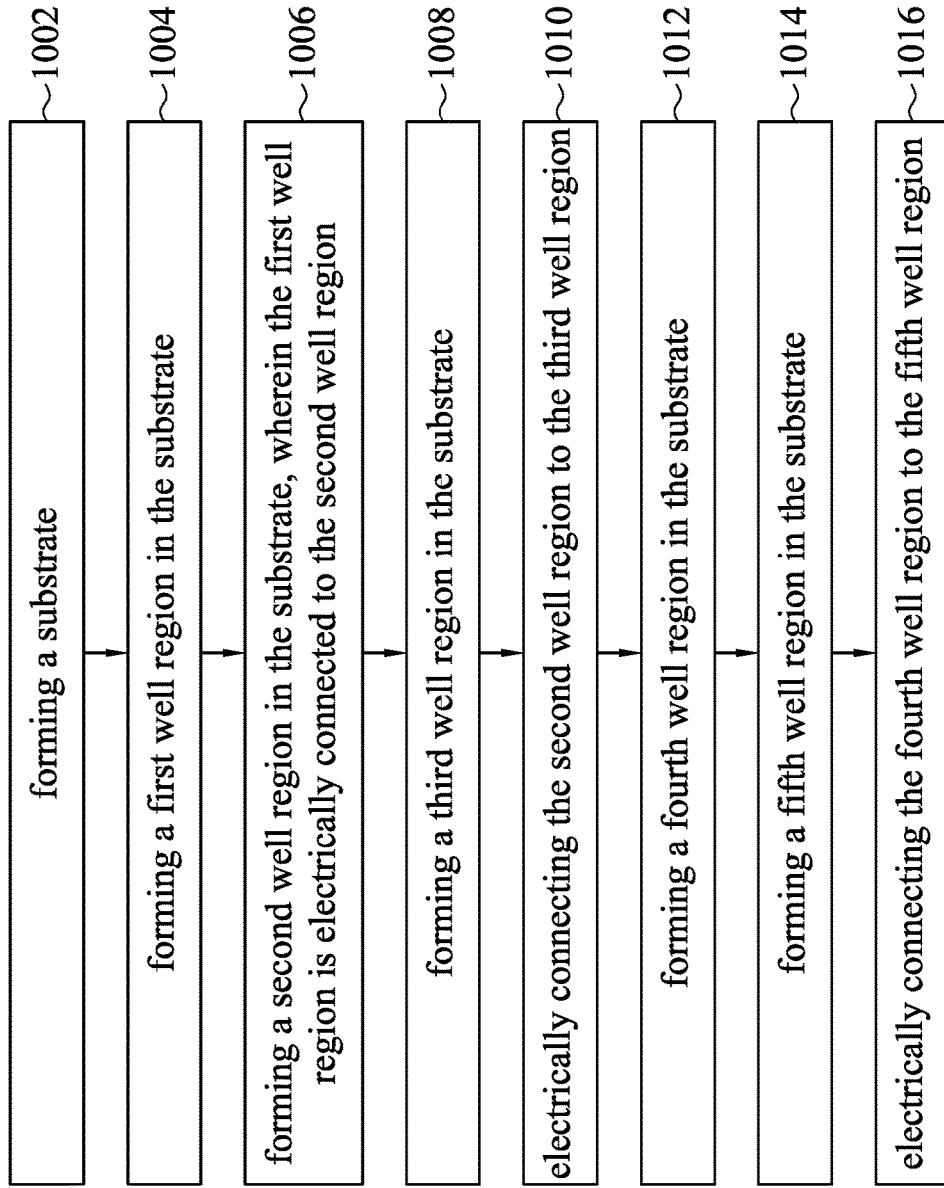 forming a substrate
1002
forming a first well region in the substrate
1004
forming a second well region in the substrate, wherein the first well
region is electrically connected to the second well region
1006
forming a third well region in the substrate
1008
electrically connecting the second well region to the third well region
1010
forming a fourth well region in the substrate
1012
forming a fifth well region in the substrate
1014
electrically connecting the fourth well region to the fifth well region
1016